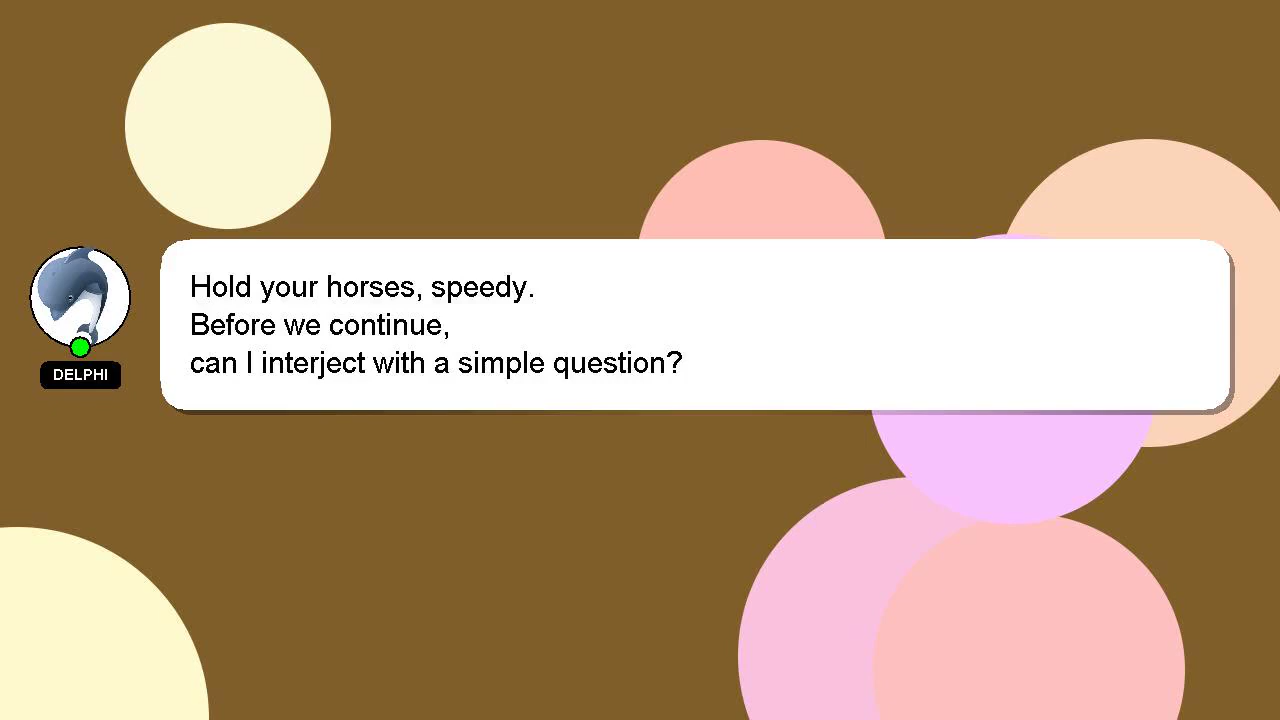 Hold your horses, speedy.
Before we continue,
can I interject with a simple question?
DELPHI